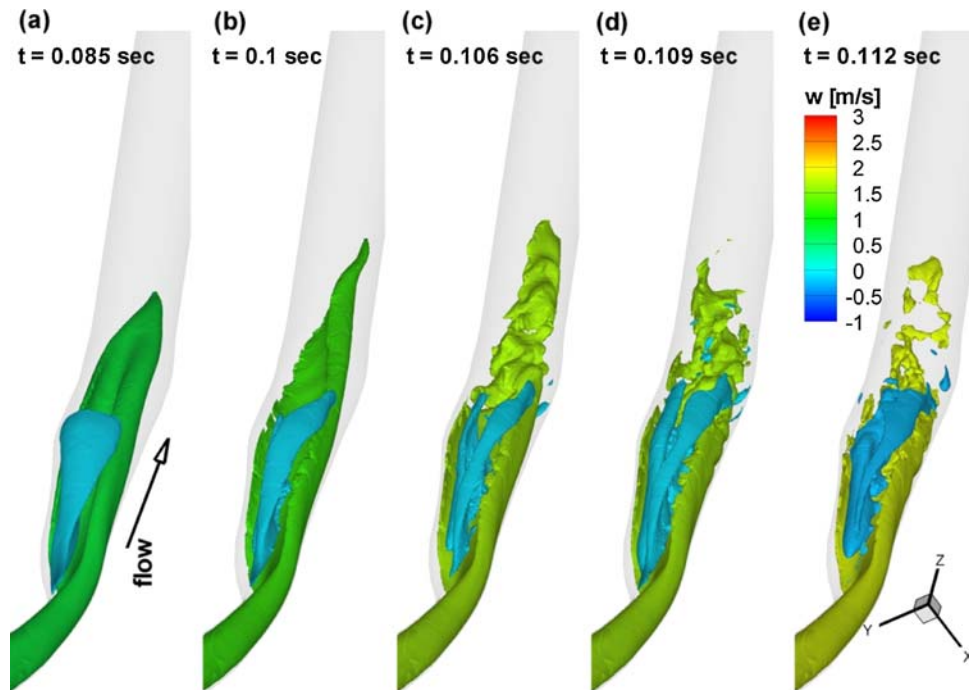 (a)
t = 0.085 sec
(b)
t = 0.1 sec
(c)
t = 0.106 sec
(d)
t = 0.109 sec
(e)
t = 0.112 sec
w [m/s]
3
2.5
2
1.5
1
0.5
0
-0.5
-1
flow
Z
Y
X